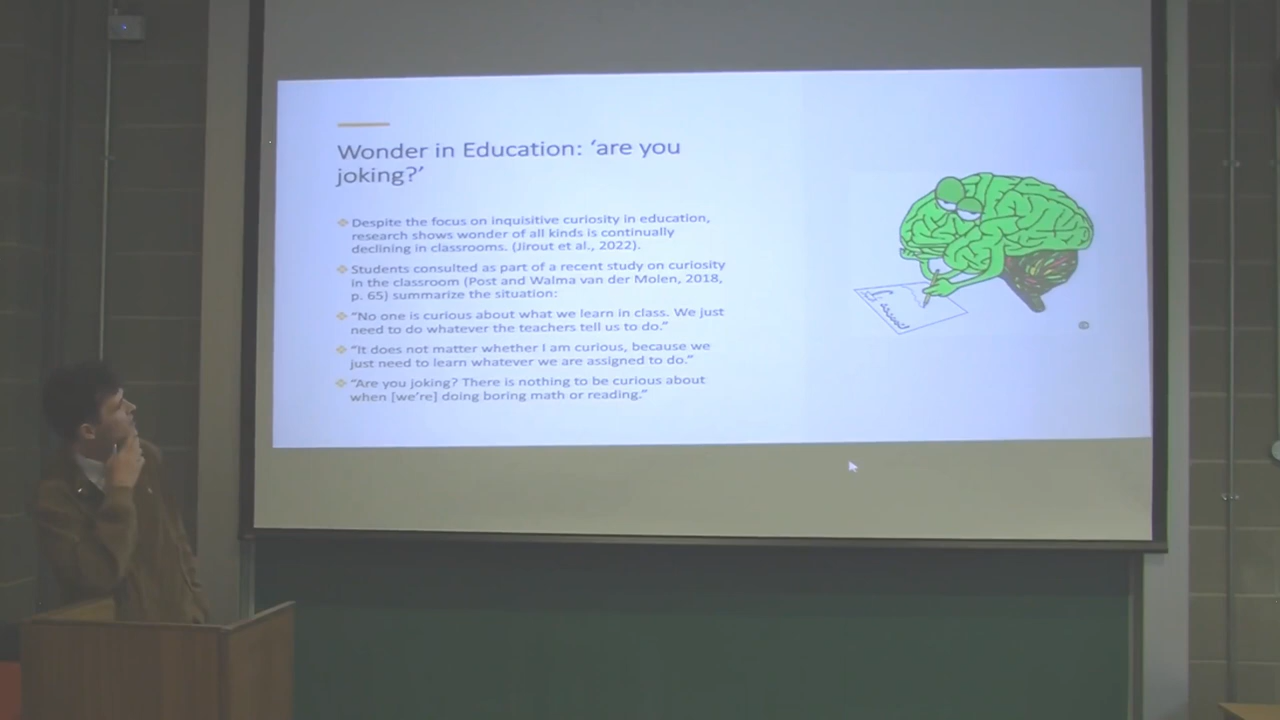 Wonder in Education: ‘are you
joking?’
Despite the focus on inquisitive curiosity in education,
research shows wonder of all kinds is continually
declining in classrooms. (Jirout et al., 2022).
Students consulted as part of a recent study on curiosity
in the classroom (Post and Walma van der Molen, 2018,
p. 65) summarize the situation:
“No one is curious about what we learn in class. We just
need to do whatever the teachers tell us to do.”
“It does not matter whether I am curious, because we
just need to learn whatever we are assigned to do.”
“Are you joking? There is nothing to be curious about
when [we’re] doing boring math or reading.”
©